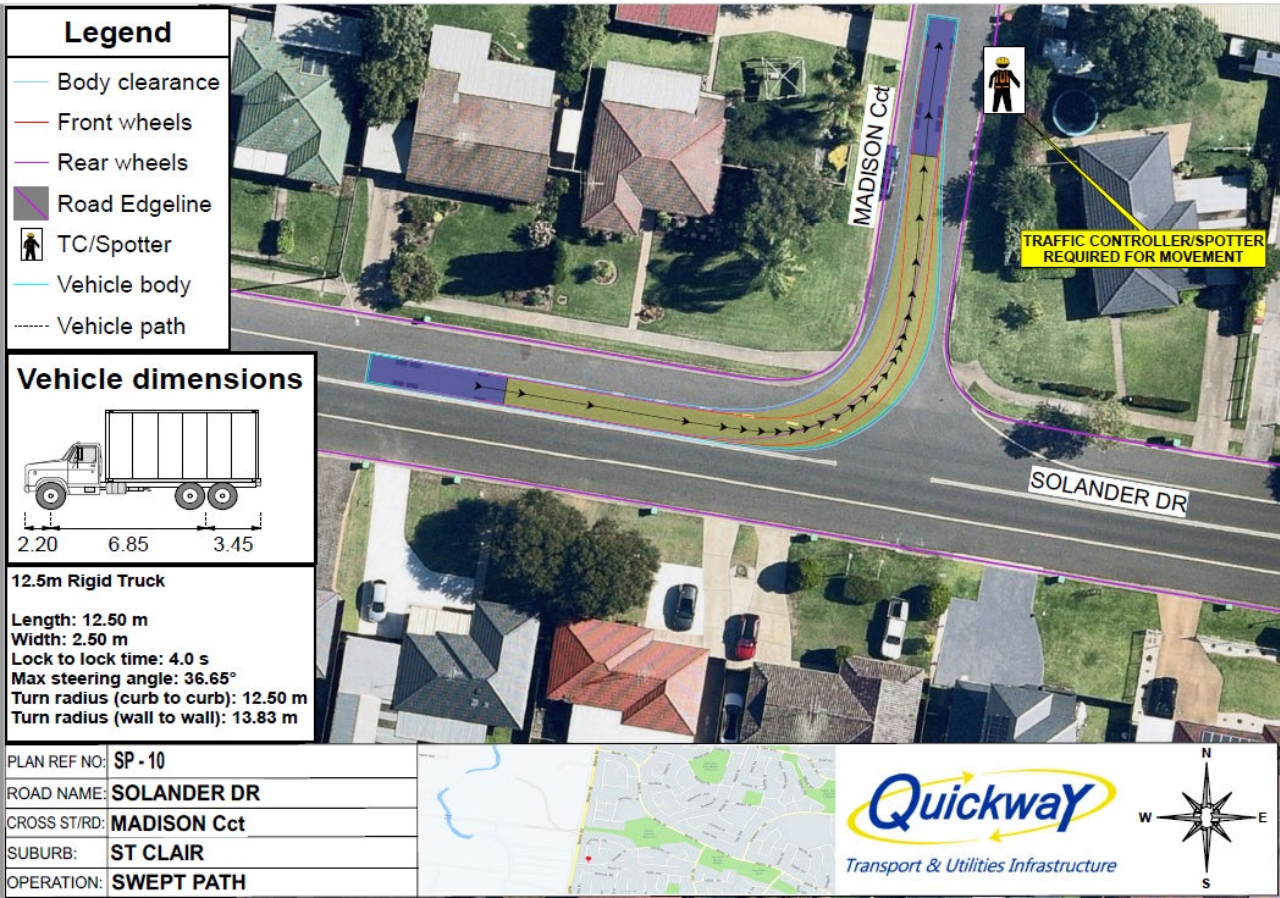 Legend
Body clearance
Front wheels
Rear wheels
Road Edgeline
TC/Spotter
Vehicle body
Vehicle path
Vehicle dimensions
2.20 6.85 3.45
12.5m Rigid Truck
Length: 12.50 m
Width: 2.50 m
Lock to lock time: 4.0 s
Max steering angle: 36.65°
Turn radius (curb to curb): 12.50 m
Turn radius (wall to wall): 13.83 m
MADISON Cct
TRAFFIC CONTROLLER/SPOTTER
REQUIRED FOR MOVEMENT
SOLANDER DR
PLAN REF NO: SP - 10
ROAD NAME: SOLANDER DR
CROSS ST/RD: MADISON Cct
SUBURB: ST CLAIR
OPERATION: SWEPT PATH
Quickway
Transport & Utilities Infrastructure
N
W E
S